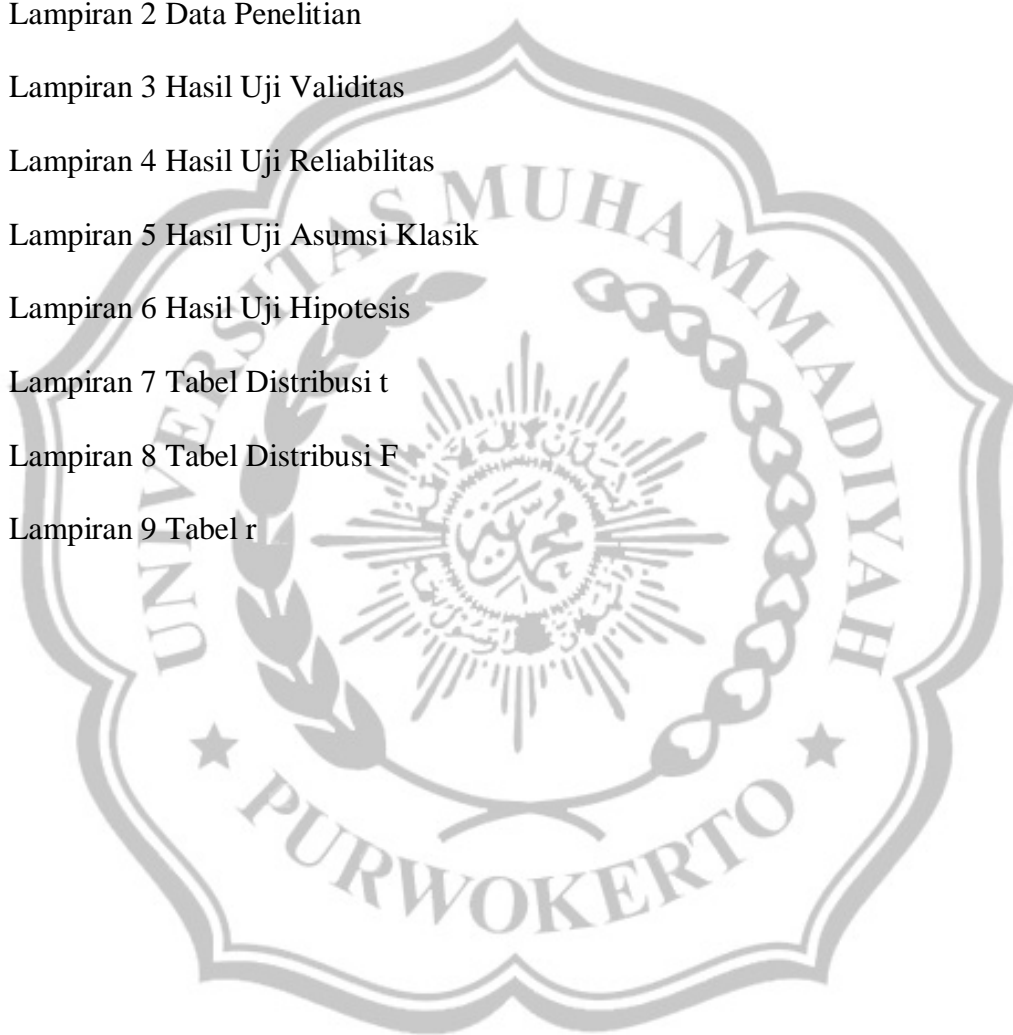 Lampiran 2 Data Penelitian
Lampiran 3 Hasil Uji Validitas
Lampiran 4 Hasil Uji Reliabilitas
Lampiran 5 Hasil Uji Asumsi Klasik
Lampiran 6 Hasil Uji Hipotesis
Lampiran 7 Tabel Distribusi t
Lampiran 8 Tabel Distribusi F
Lampiran 9 Tabel r
UNIVERSITAS MUHAMMADIYAH
PURWOKERTO